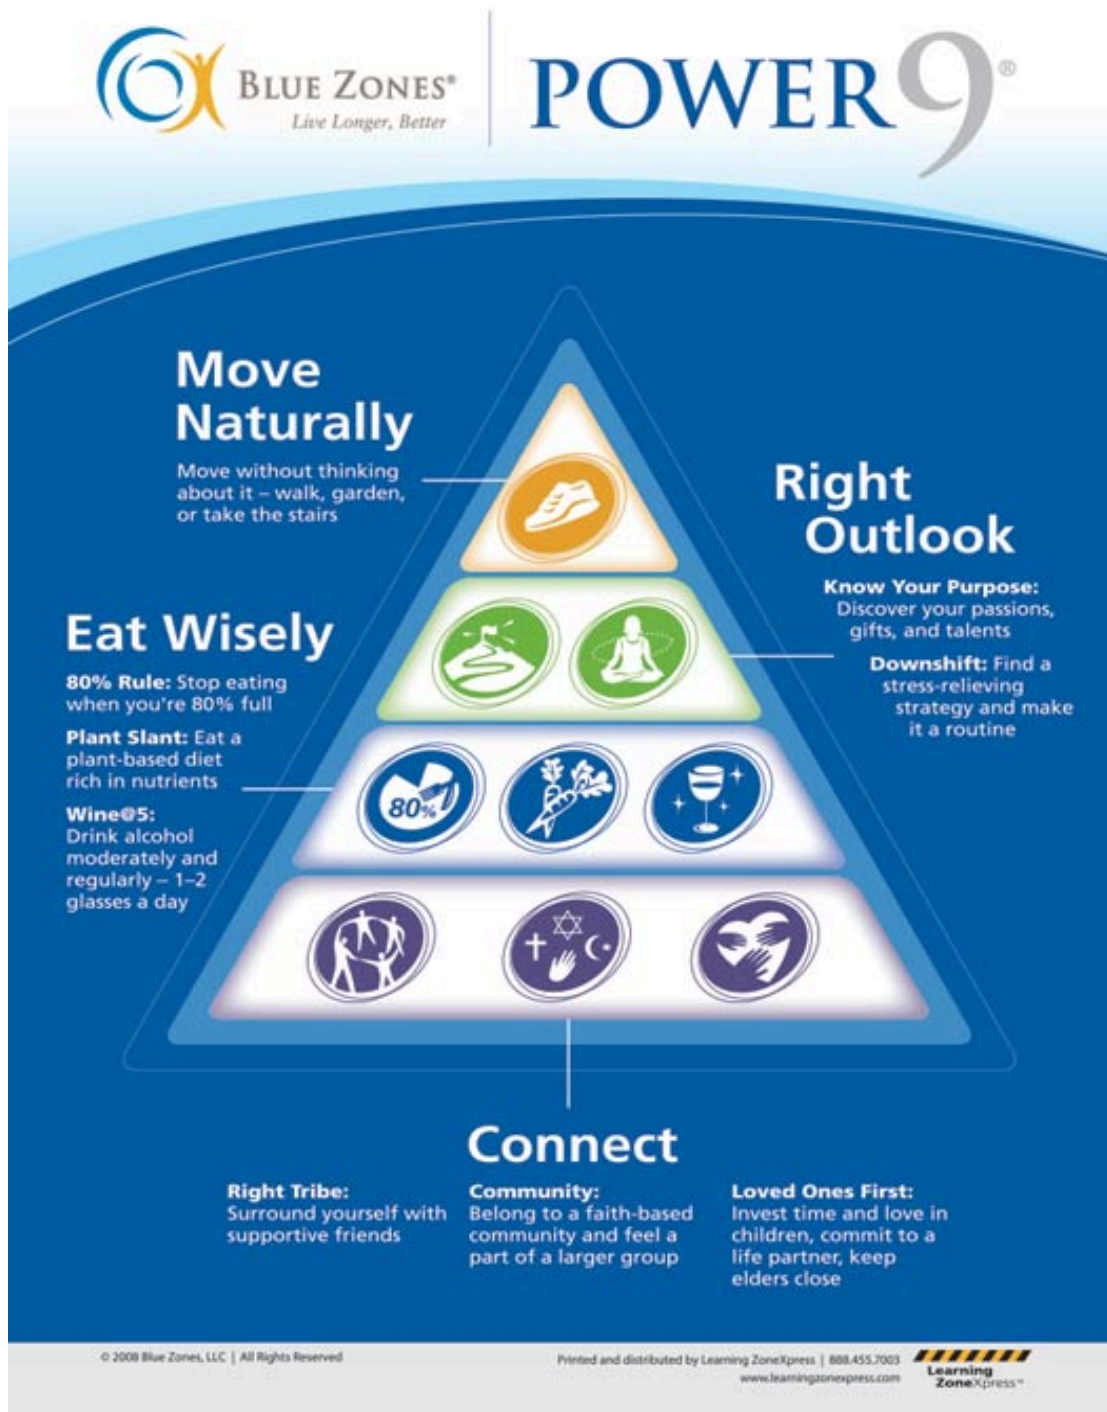 BLUE ZONES®
Live Longer, Better
POWER 9®
Move
Naturally
Move without thinking
about it – walk, garden,
or take the stairs
Right
Outlook
Know Your Purpose:
Discover your passions,
gifts, and talents
Downshift: Find a
stress-relieving
strategy and make
it a routine
Eat Wisely
80% Rule: Stop eating
when you're 80% full
Plant Slant: Eat a
plant-based diet
rich in nutrients
Wine@5:
Drink alcohol
moderately and
regularly – 1–2
glasses a day
80%
Connect
Right Tribe:
Surround yourself with
supportive friends
Community:
Belong to a faith-based
community and feel a
part of a larger group
Loved Ones First:
Invest time and love in
children, commit to a
life partner, keep
elders close
© 2008 Blue Zones, LLC | All Rights Reserved
Printed and distributed by Learning ZoneXpress | 888.455.7003
www.learningzonexpress.com
Learning
ZoneXpress™